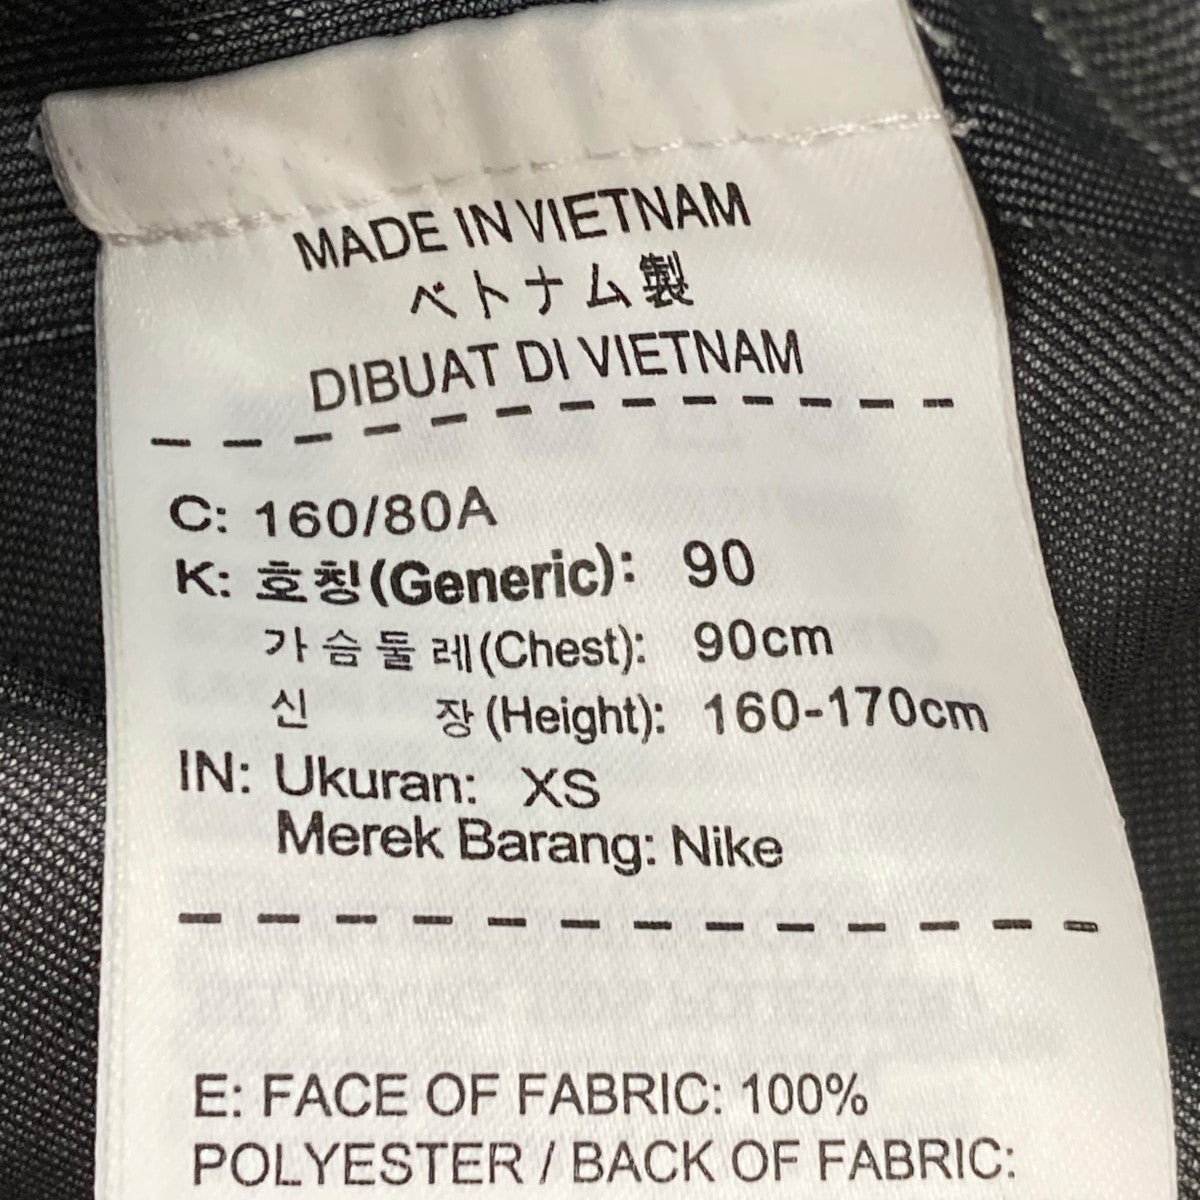 MADE IN VIETNAM
ベトナム製
DIBUAT DI VIETNAM
C: 160/80A
K: 호칭(Generic): 90
가슴둘레(Chest): 90cm
신 장(Height): 160-170cm
IN: Ukuran: XS
Merek Barang: Nike
E: FACE OF FABRIC: 100%
POLYESTER / BACK OF FABRIC: